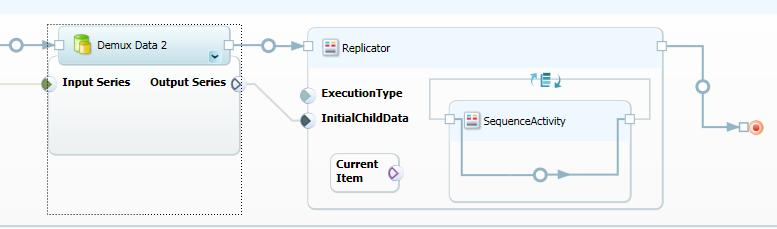 Demux Data 2
Input Series
Output Series
Replicator
ExecutionType
InitialChildData
Current
Item
SequenceActivity